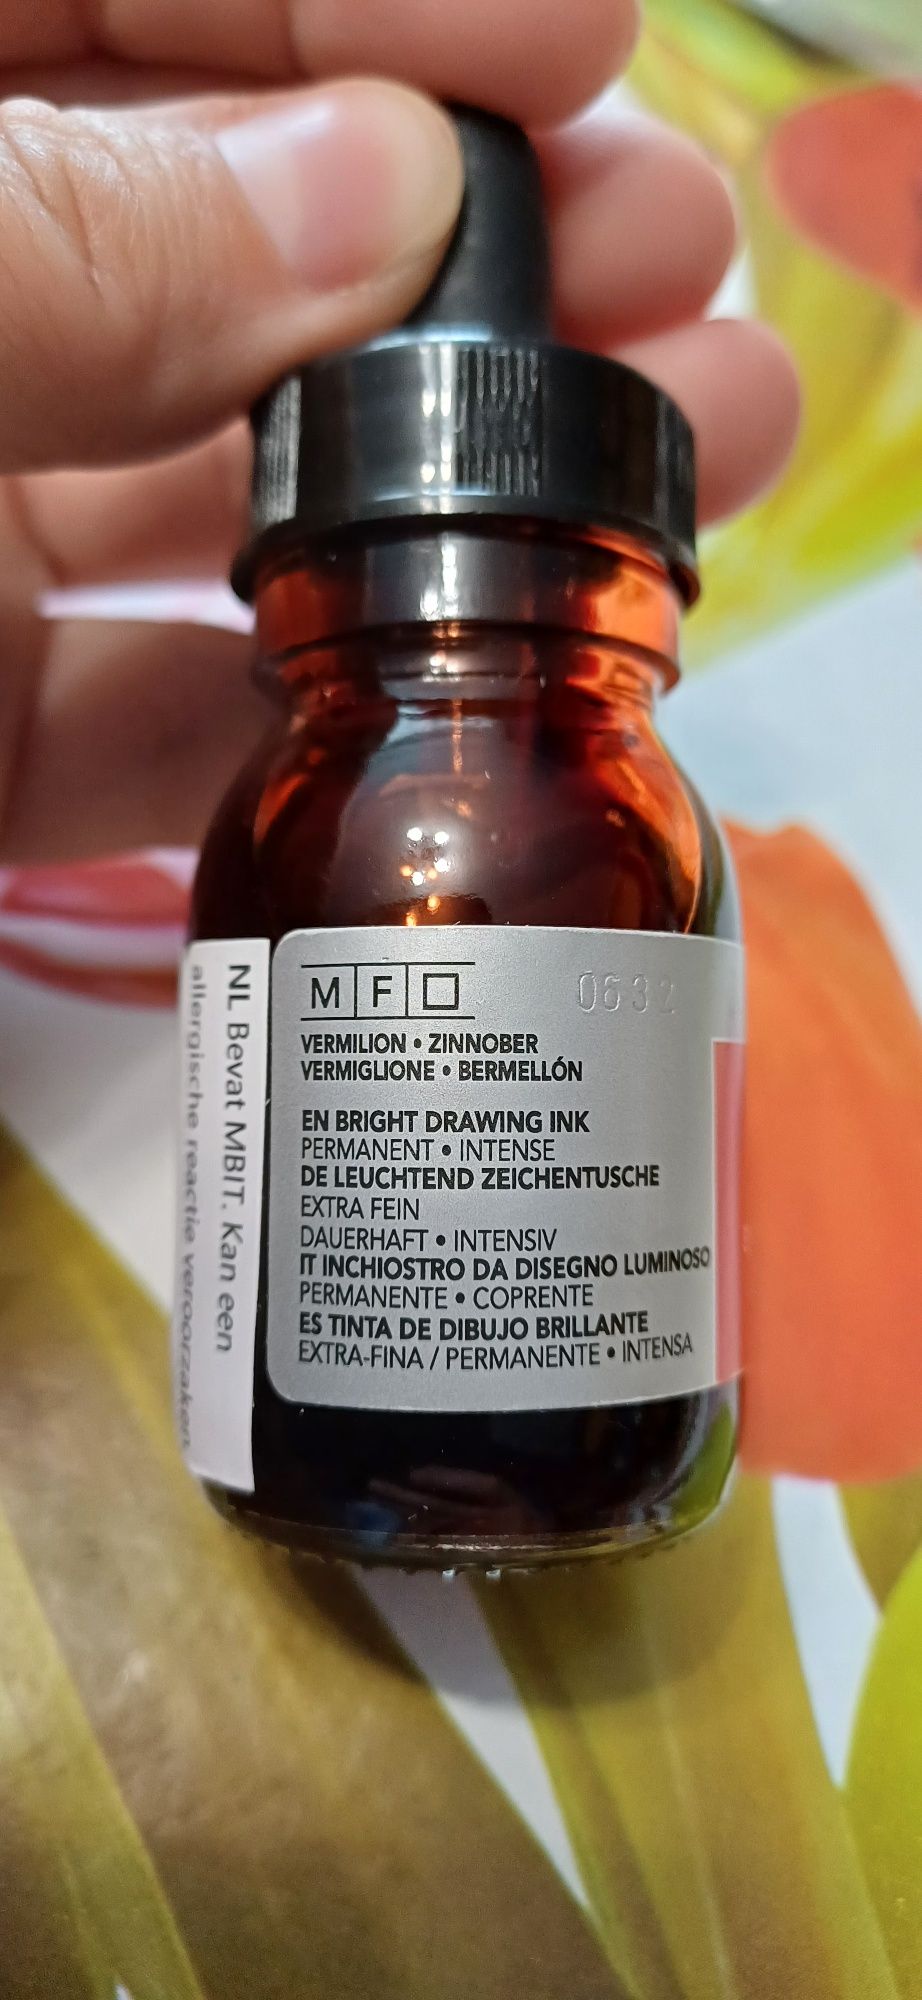 M F □
0632
VERMILION • ZINNOBER
VERMIGLIONE • BERMELLÓN
EN BRIGHT DRAWING INK
PERMANENT • INTENSE
DE LEUCHTEND ZEICHENTUSCHE
EXTRA FEIN
DAUERHAFT • INTENSIV
IT INCHIOSTRO DA DISEGNO LUMINOSO
PERMANENTE • COPRENTE
ES TINTA DE DIBUJO BRILLANTE
EXTRA-FINA / PERMANENTE • INTENSA
NL Bevat MBIT. Kan een
allergische reactie veroorzaken